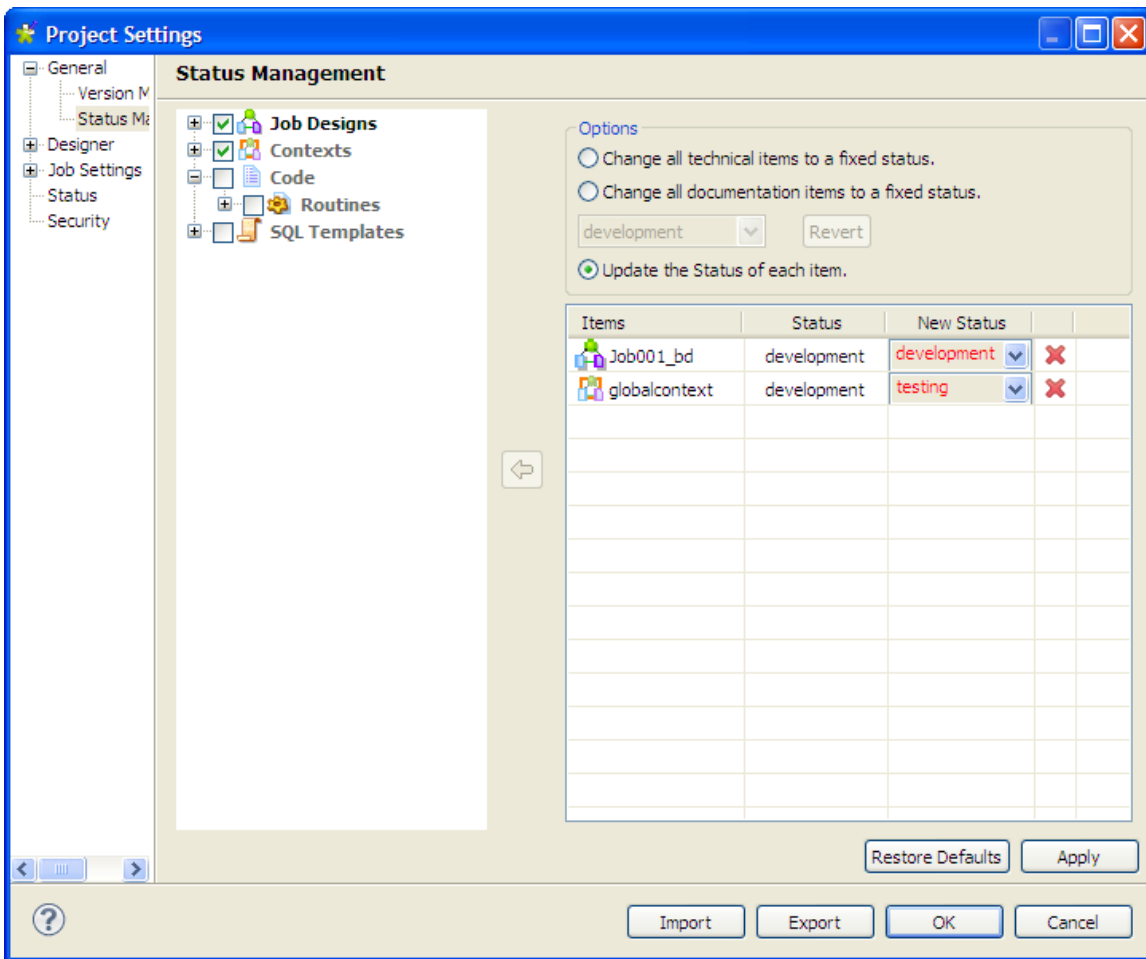 Project Settings
General
Version M
Status Ma
Designer
Job Settings
Status
Security
Status Management
Job Designs
Contexts
Code
Routines
SQL Templates
Options
Change all technical items to a fixed status.
Change all documentation items to a fixed status.
development
Revert
Update the Status of each item.
Items Status New Status
Job001_bd development development
globalcontext development testing
Restore Defaults Apply
? Import Export OK Cancel